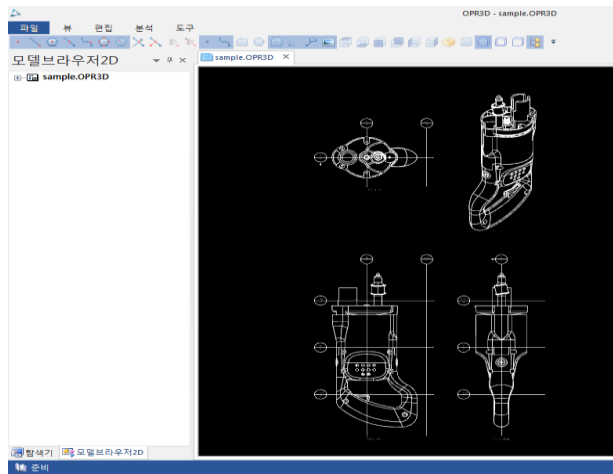 OPR3D - sample.OPR3D
파일 뷰 편집 분석 도구
모델브라우저2D
sample.OPR3D
sample.OPR3D
탐색기 모델브라우저2D
준비